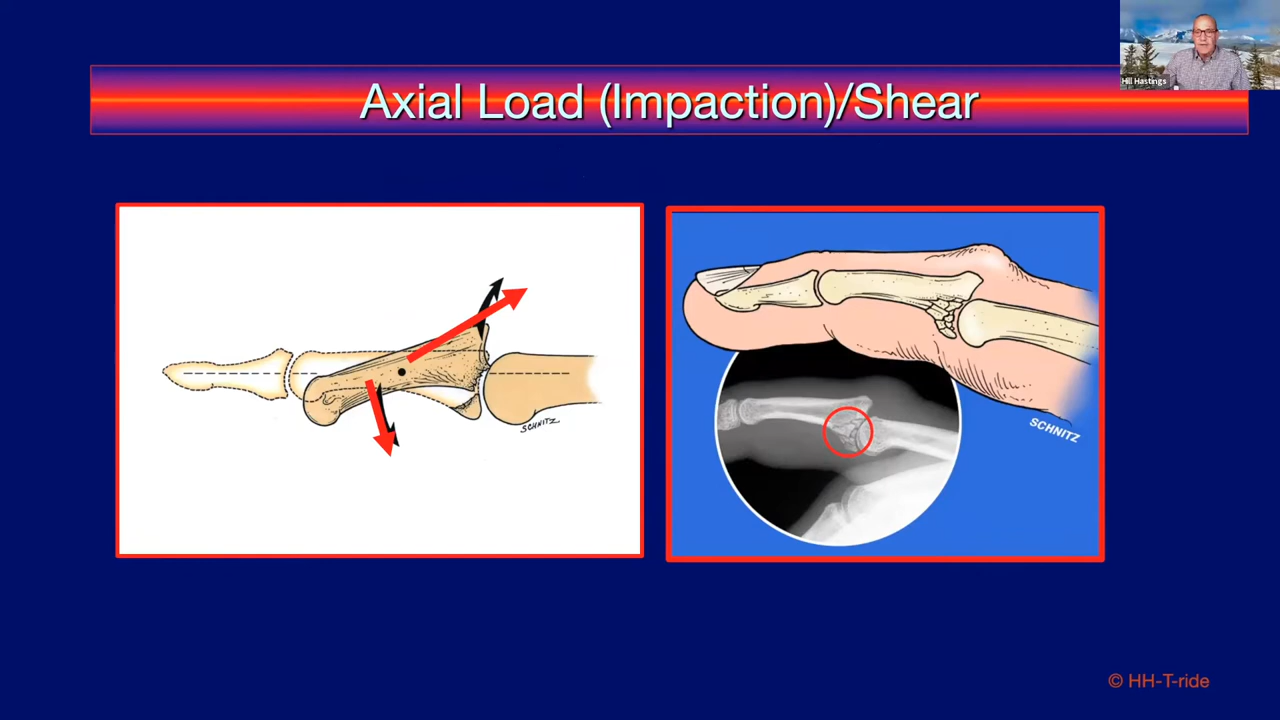 Hill Hastings
Axial Load (Impaction)/Shear
SCHNITZ
SCHNITZ
© HH-T-ride